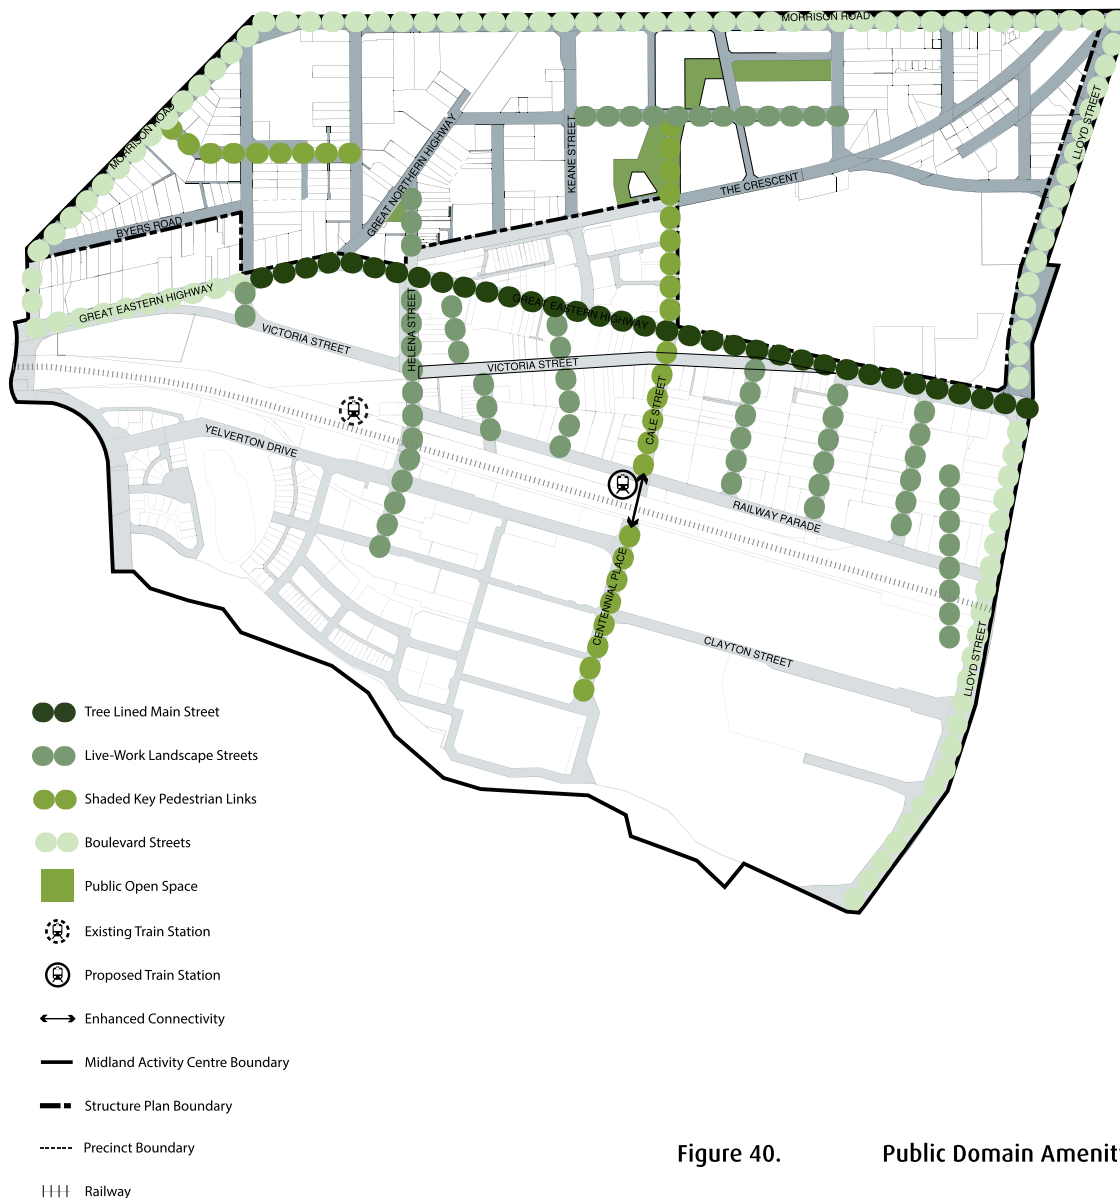 MORRISON ROAD
MORRISON ROAD
LLOYD STREET
KEANE STREET
GREAT NORTHERN HIGHWAY
THE CRESCENT
BYERS ROAD
GREAT EASTERN HIGHWAY
GREAT EASTERN HIGHWAY
VICTORIA STREET
HELENA STREET
VICTORIA STREET
CALE STREET
YELVERTON DRIVE
RAILWAY PARADE
CENTENNIAL PLACE
CLAYTON STREET
LLOYD STREET
Tree Lined Main Street
Live-Work Landscape Streets
Shaded Key Pedestrian Links
Boulevard Streets
Public Open Space
Existing Train Station
Proposed Train Station
Enhanced Connectivity
Midland Activity Centre Boundary
Structure Plan Boundary
Precinct Boundary
Railway
Figure 40. Public Domain Amenit